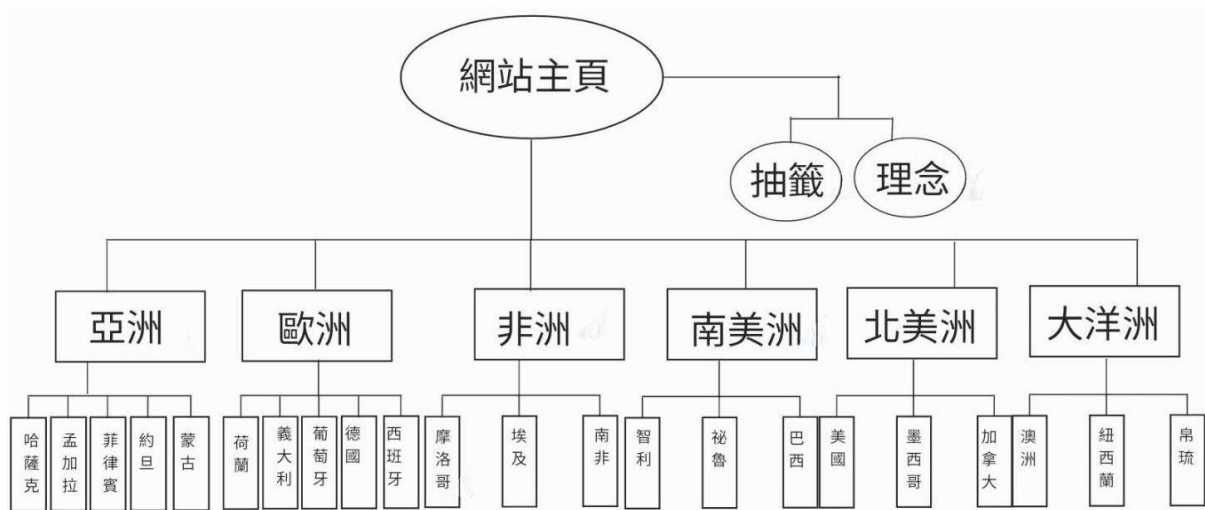 網站主頁
抽籤
理念
亞洲
歐洲
非洲
南美洲
北美洲
大洋洲
哈薩克
孟加拉
菲律賓
約旦
蒙古
荷蘭
義大利
葡萄牙
德國
西班牙
摩洛哥
埃及
南非
智利
祕魯
巴西
美國
墨西哥
加拿大
澳洲
紐西蘭
帛琉